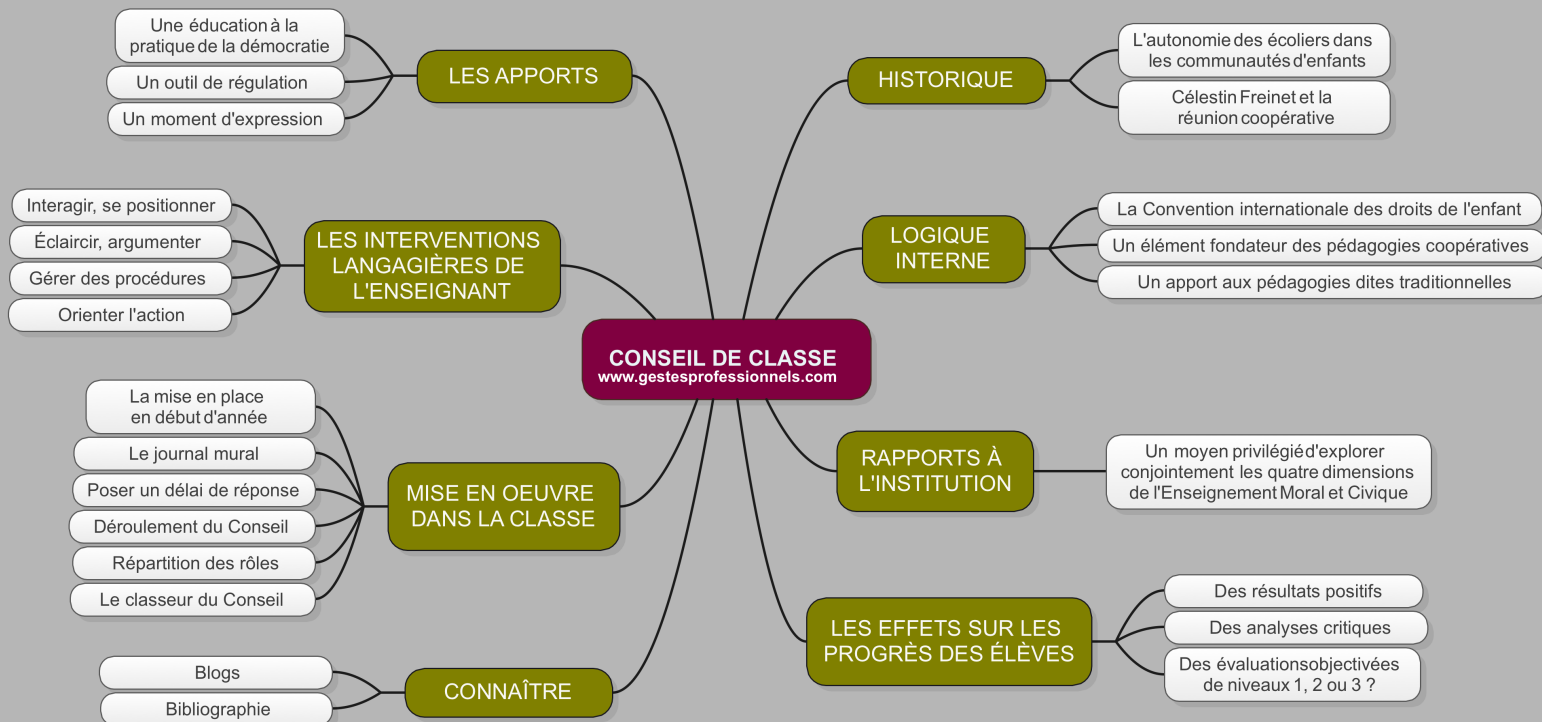 CONSEIL DE CLASSE
www.gestesprofessionnels.com
HISTORIQUE
L'autonomie des écoliers dans
les communautés d'enfants
Célestin Freinet et la
réunion coopérative
LOGIQUE
INTERNE
La Convention internationale des droits de l'enfant
Un élément fondateur des pédagogies coopératives
Un apport aux pédagogies dites traditionnelles
RAPPORTS À
L'INSTITUTION
Un moyen privilégié d'explorer
conjointement les quatre dimensions
de l'Enseignement Moral et Civique
LES EFFETS SUR LES
PROGRÈS DES ÉLÈVES
Des résultats positifs
Des analyses critiques
Des évaluations objectivées
de niveaux 1, 2 ou 3 ?
LES APPORTS
Une éducation à la
pratique de la démocratie
Un outil de régulation
Un moment d'expression
LES INTERVENTIONS
LANGAGIÈRES DE
L'ENSEIGNANT
Interagir, se positionner
Éclaircir, argumenter
Gérer des procédures
Orienter l'action
MISE EN OEUVRE
DANS LA CLASSE
La mise en place
en début d'année
Le journal mural
Poser un délai de réponse
Déroulement du Conseil
Répartition des rôles
Le classeur du Conseil
CONNAÎTRE
Blogs
Bibliographie